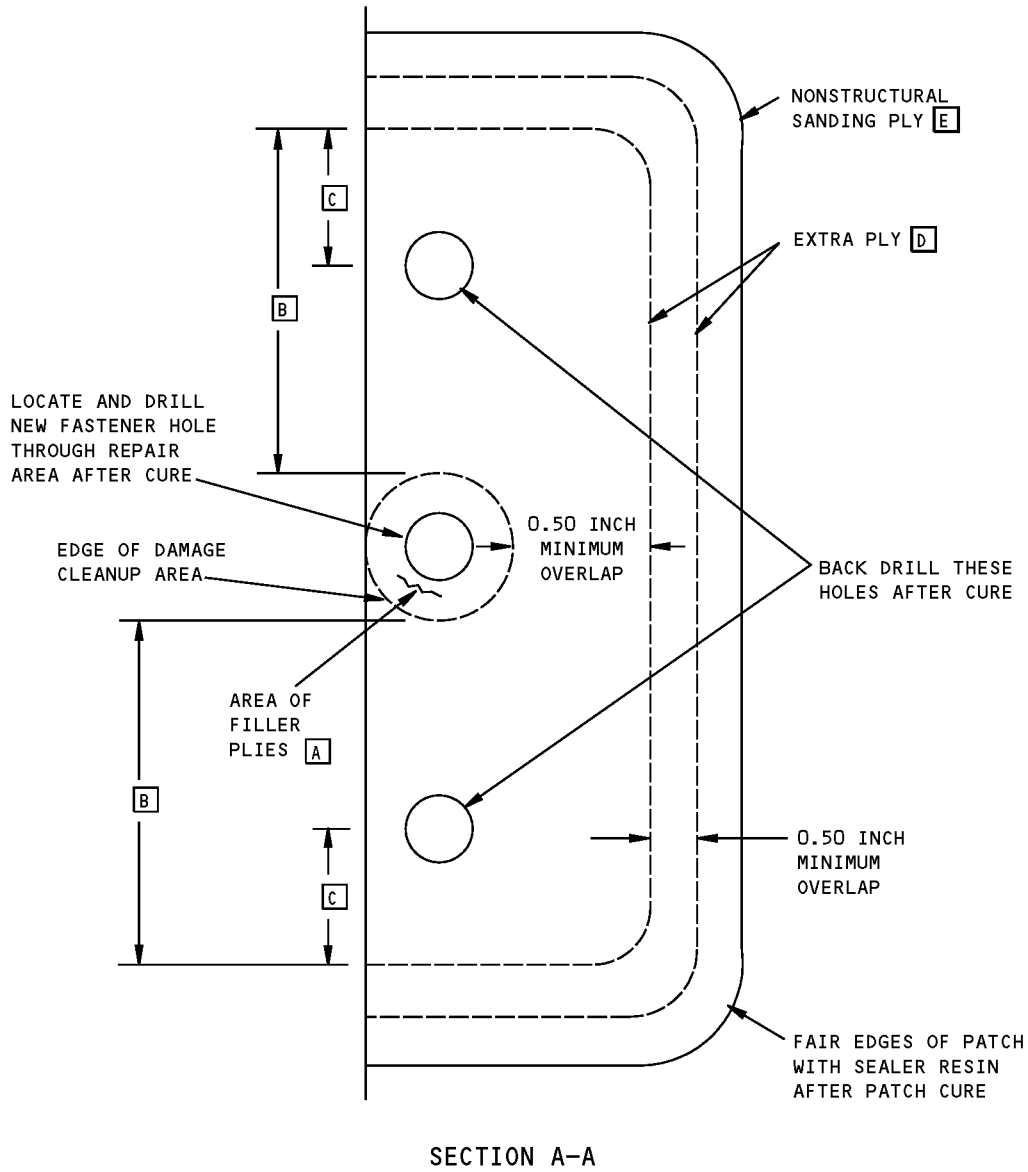 NONSTRUCTURAL
SANDING PLY E
C
EXTRA PLY D
B
LOCATE AND DRILL
NEW FASTENER HOLE
THROUGH REPAIR
AREA AFTER CURE
0.50 INCH
MINIMUM
OVERLAP
EDGE OF DAMAGE
CLEANUP AREA
BACK DRILL THESE
HOLES AFTER CURE
AREA OF
FILLER
PLIES A
B
0.50 INCH
MINIMUM
OVERLAP
C
FAIR EDGES OF PATCH
WITH SEALER RESIN
AFTER PATCH CURE
SECTION A-A